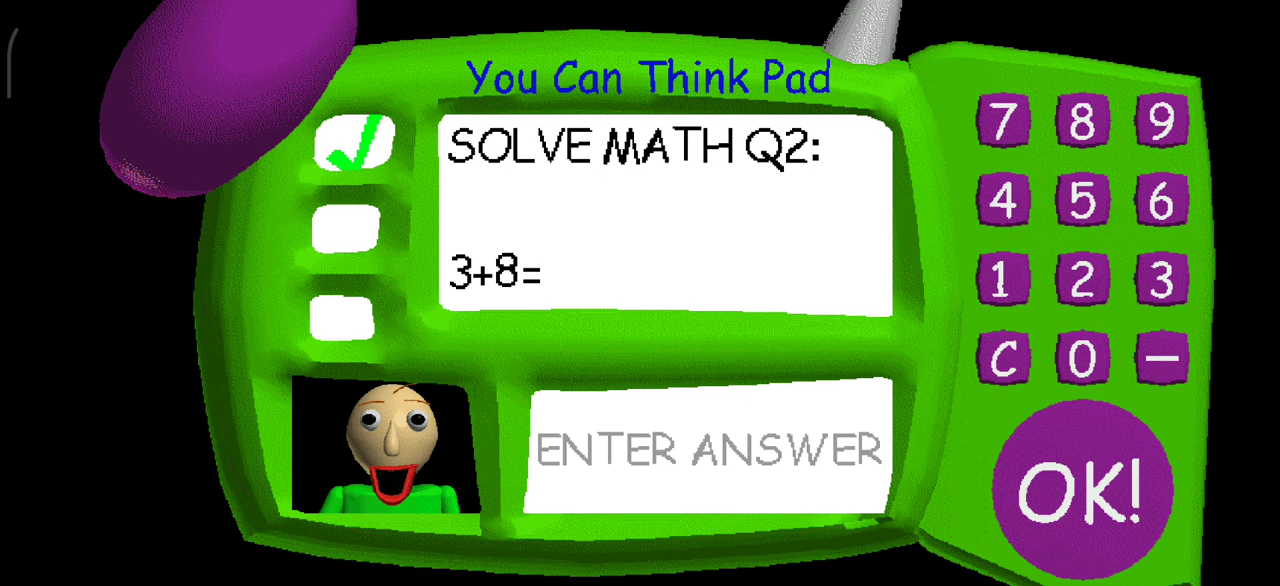 You Can Think Pad
SOLVE MATH Q2:
3+8=
ENTER ANSWER
7 8 9
4 5 6
1 2 3
C 0 −
OK!